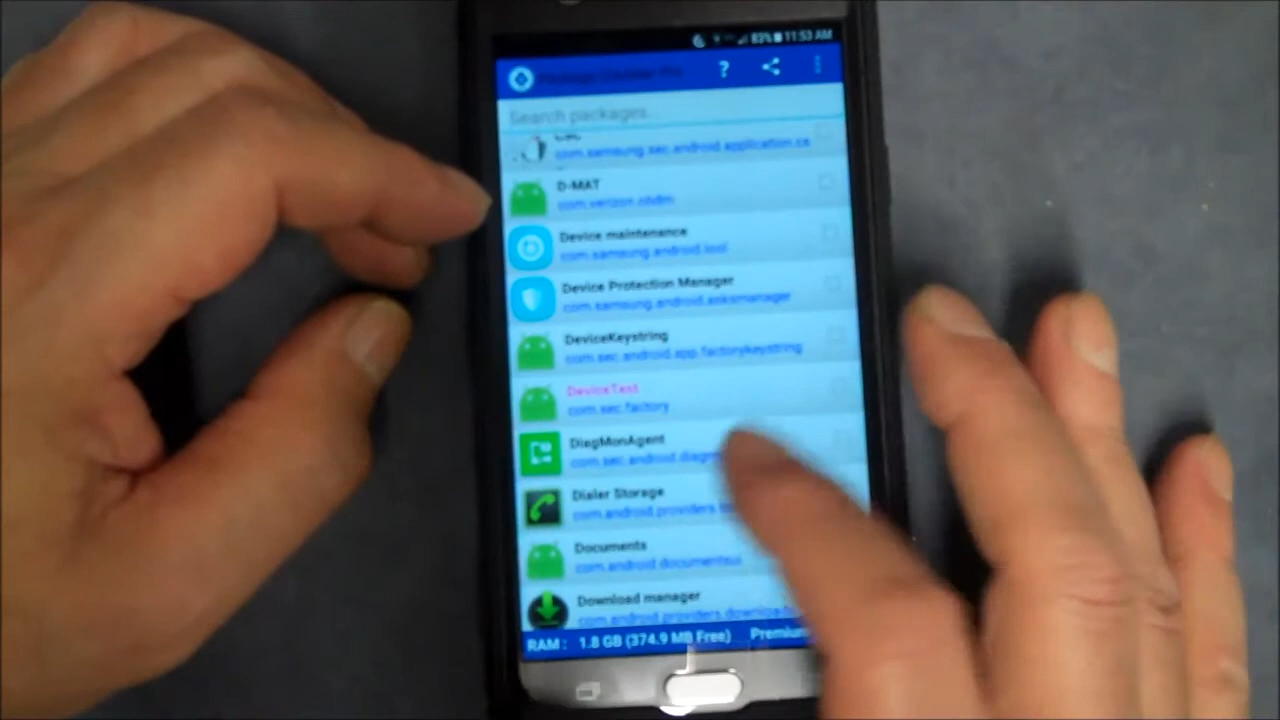 83% 11:53 AM
?
Search packages..
com.samsung.sec.android.application.cs
D-MAT
com.verizon.obdm
Device maintenance
com.samsung.android.lool
Device Protection Manager
com.samsung.android.asksmanager
DeviceKeystring
com.sec.android.app.factorykeystring
DeviceTest
com.sec.factory
DiagMonAgent
com.sec.android.diagm
Dialer Storage
com.android.providers
Documents
com.android.documentsui
Download manager
com.android.providers.downloads
RAM : 1.8 GB (374.9 MB Free) Premium